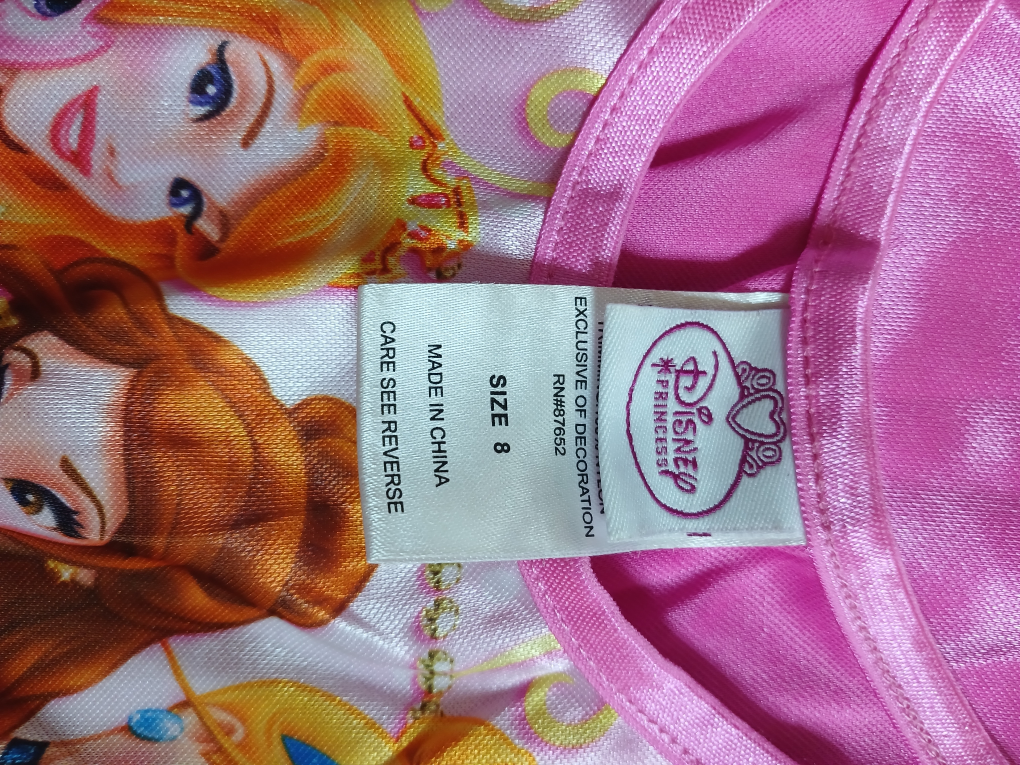 Disney
PRINCESS
EXCLUSIVE OF DECORATION
RN#87652
SIZE 8
MADE IN CHINA
CARE SEE REVERSE